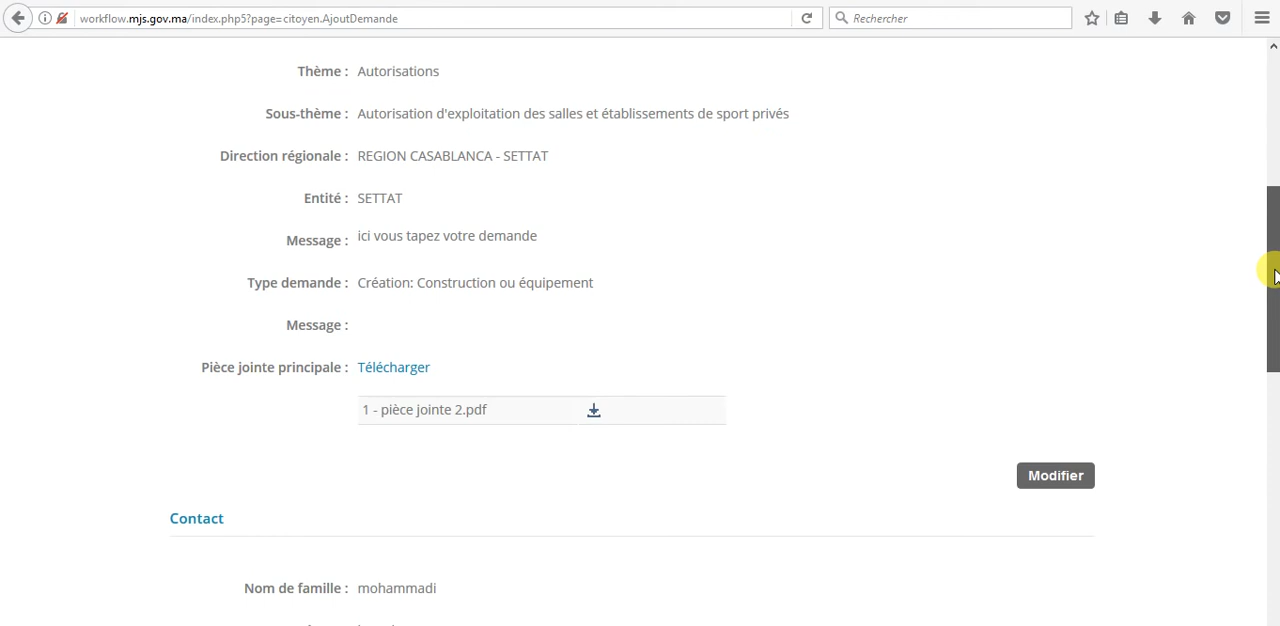 workflow.mjs.gov.ma/index.php5?page=citoyen.AjoutDemande
Rechercher
Thème : Autorisations
Sous-thème : Autorisation d'exploitation des salles et établissements de sport privés
Direction régionale : REGION CASABLANCA - SETTAT
Entité : SETTAT
Message : ici vous tapez votre demande
Type demande : Création: Construction ou équipement
Message :
Pièce jointe principale : Télécharger
1 - pièce jointe 2.pdf
Modifier
Contact
Nom de famille : mohammadi